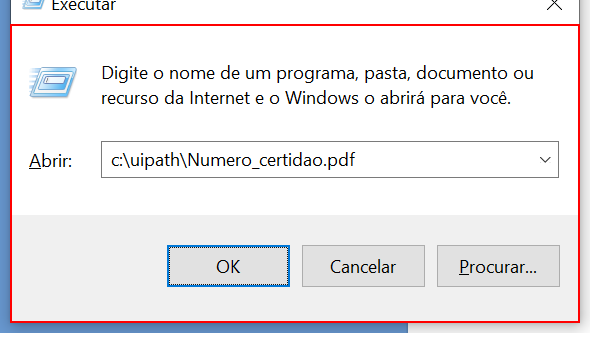 Executar
Digite o nome de um programa, pasta, documento ou
recurso da Internet e o Windows o abrirá para você.
Abrir:
c:\uipath\Numero_certidao.pdf
OK
Cancelar
Procurar...